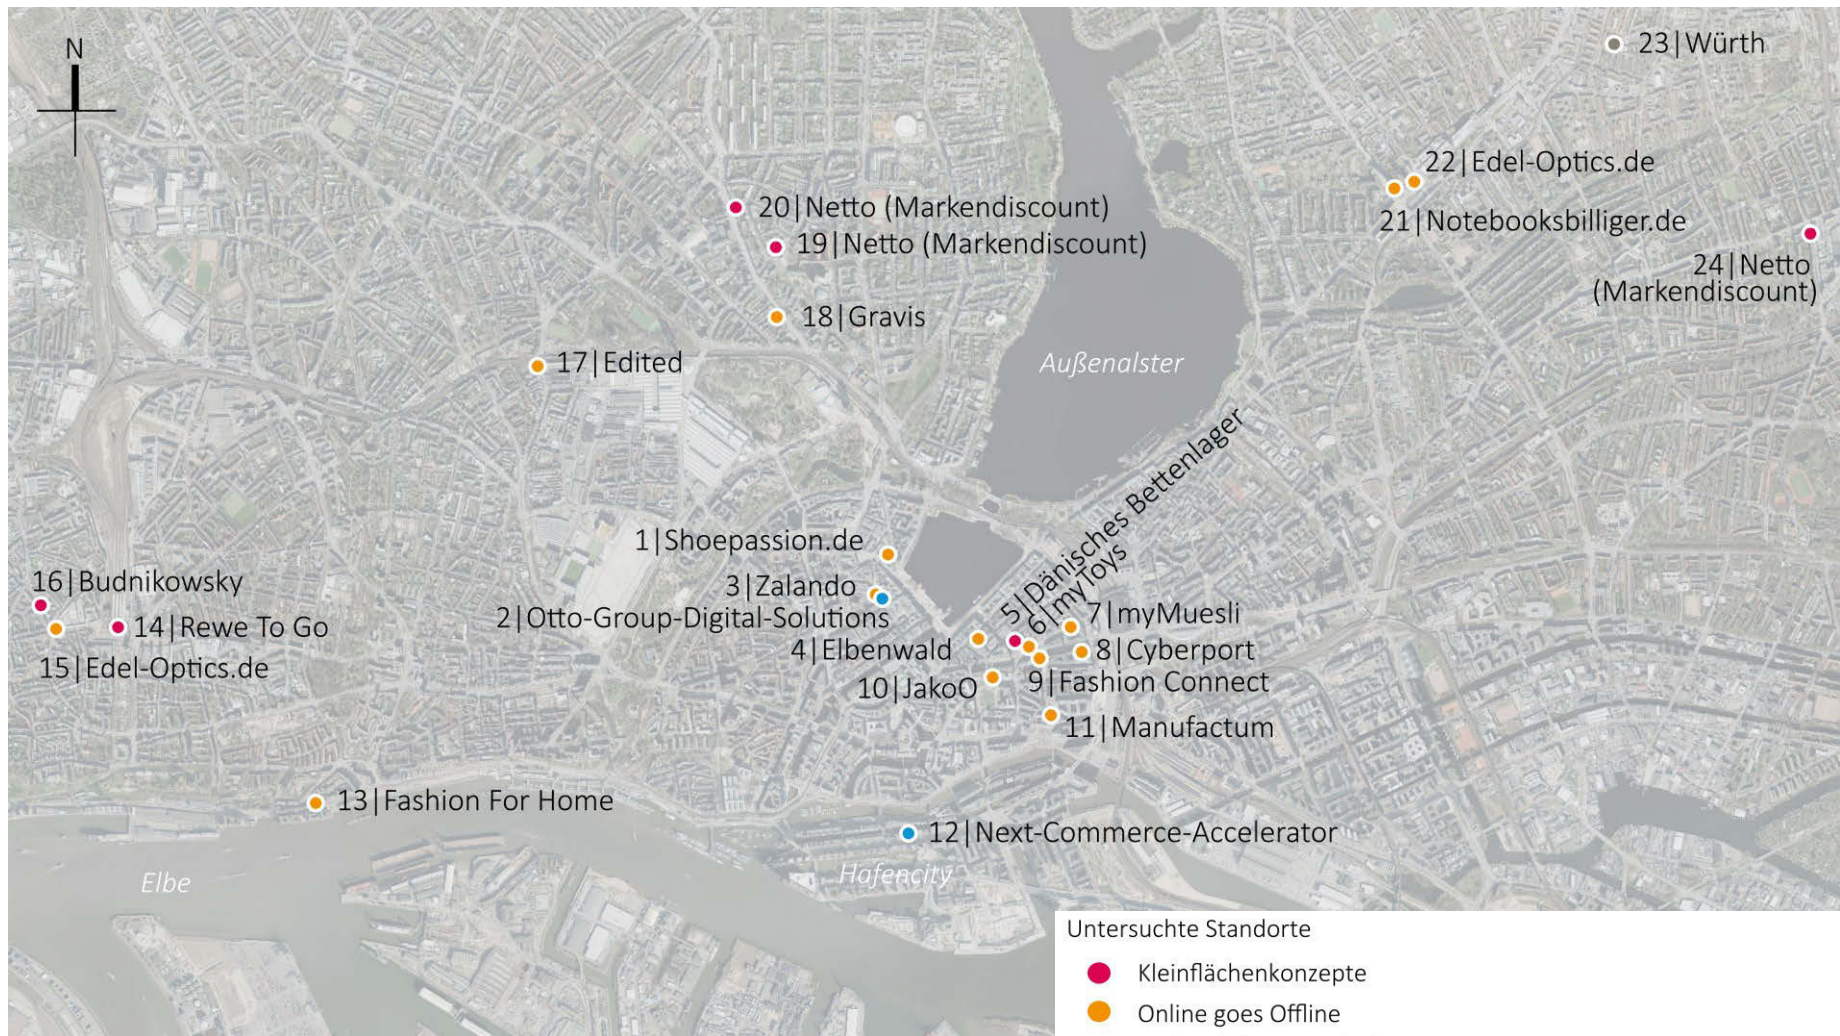 N
23|Würth
22|Edel-Optics.de
20|Netto (Markendiscount)
21|Notebooksbilliger.de
19|Netto (Markendiscount)
24|Netto
(Markendiscount)
18|Gravis
17|Edited
Außenalster
1|Shoepassion.de
5|Dänisches Bettenlager
6|myToys
16|Budnikowsky
3|Zalando
2|Otto-Group-Digital-Solutions
7|myMuesli
14|Rewe To Go
4|Elbenwald
8|Cyberport
15|Edel-Optics.de
10|JakoO
9|Fashion Connect
11|Manufactum
13|Fashion For Home
12|Next-Commerce-Accelerator
Elbe
Hafencity
Untersuchte Standorte
Kleinflächenkonzepte
Online goes Offline